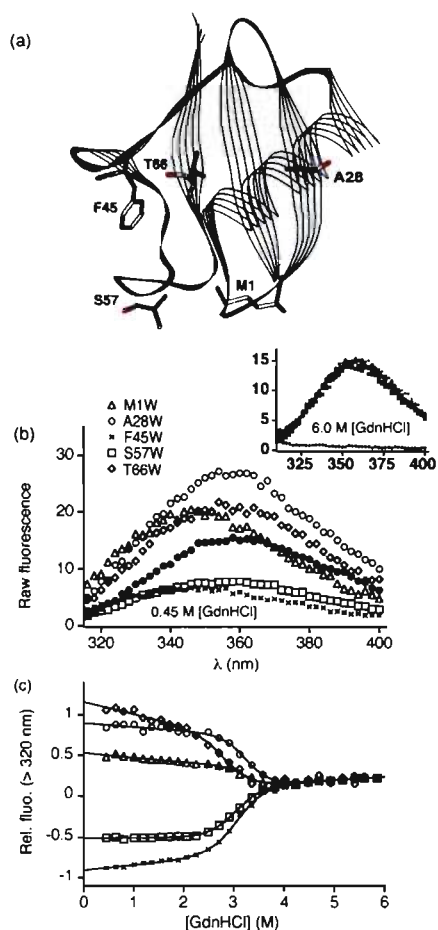 (a)
T66
A28
F45
S57
M1
(b)
△ M1W
○ A28W
× F45W
□ S57W
◇ T66W
15
10
5
0
6.0 M [GdnHCl]
320 350 375 400
30
20
10
0
Raw fluorescence
0.45 M [GdnHCl]
320 340 360 380 400
λ (nm)
(c)
1
0.5
0
-0.5
-1
Rel. fluo. (> 320 nm)
0 1 2 3 4 5 6
[GdnHCl] (M)